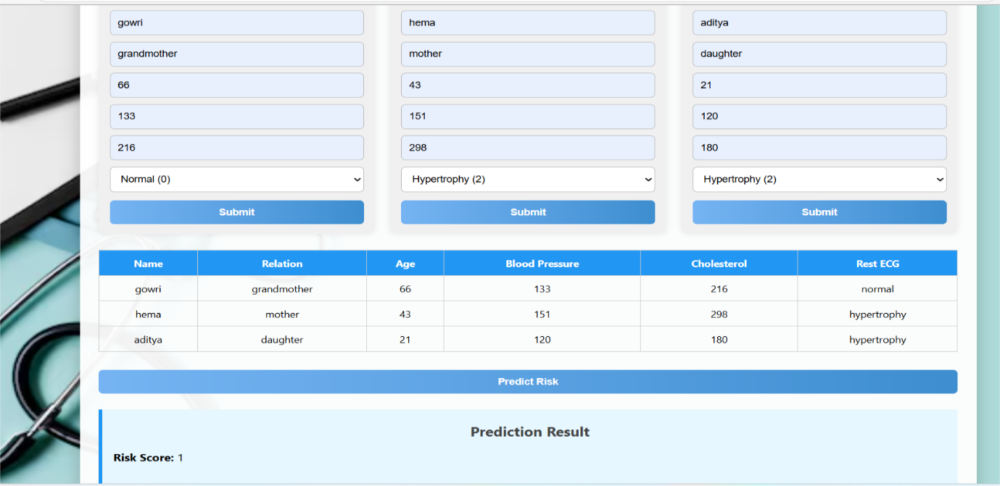 gowri hema aditya
grandmother mother daughter
66 43 21
133 151 120
216 298 180
Normal (0) Hypertrophy (2) Hypertrophy (2)
Submit Submit Submit
Name Relation Age Blood Pressure Cholesterol Rest ECG
gowri grandmother 66 133 216 normal
hema mother 43 151 298 hypertrophy
aditya daughter 21 120 180 hypertrophy
Predict Risk
Prediction Result
Risk Score: 1